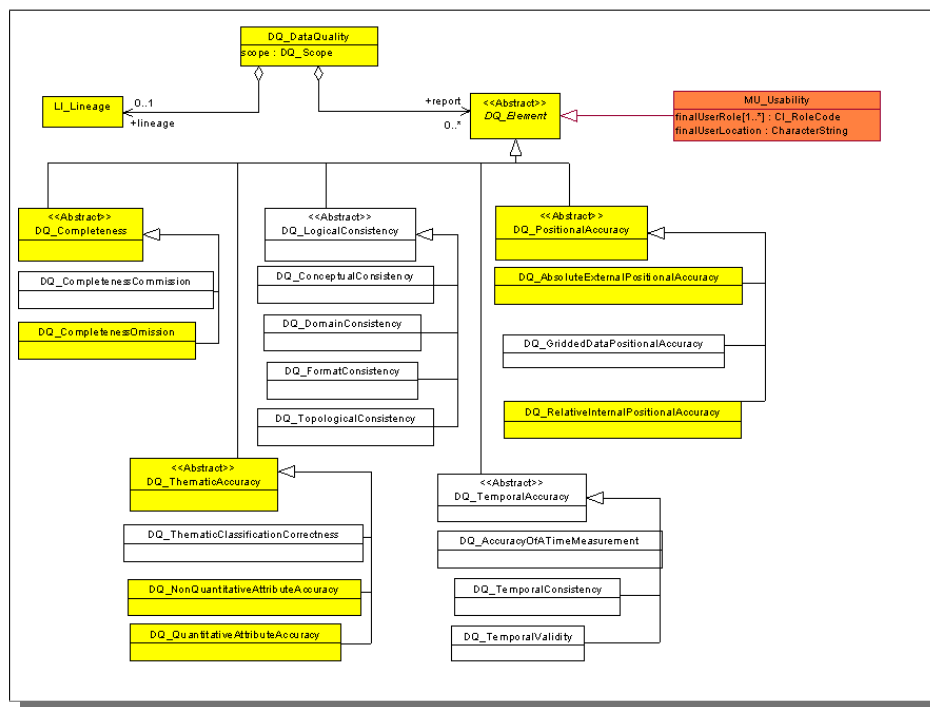 DQ_DataQuality
scope : DQ_Scope
LI_Lineage
0..1
+lineage
+report
0..*
<<Abstract>>
DQ_Element
MU_Usability
finalUserRole[1..*] : CI_RoleCode
finalUserLocation : CharacterString
<<Abstract>>
DQ_Completeness
DQ_CompletenessCommission
DQ_CompletenessOmission
<<Abstract>>
DQ_LogicalConsistency
DQ_ConceptualConsistency
DQ_DomainConsistency
DQ_FormatConsistency
DQ_TopologicalConsistency
<<Abstract>>
DQ_PositionalAccuracy
DQ_AbsoluteExternalPositionalAccuracy
DQ_GriddedDataPositionalAccuracy
DQ_RelativeInternalPositionalAccuracy
<<Abstract>>
DQ_ThematicAccuracy
DQ_ThematicClassificationCorrectness
DQ_NonQuantitativeAttributeAccuracy
DQ_QuantitativeAttributeAccuracy
<<Abstract>>
DQ_TemporalAccuracy
DQ_AccuracyOfATimeMeasurement
DQ_TemporalConsistency
DQ_TemporalValidity